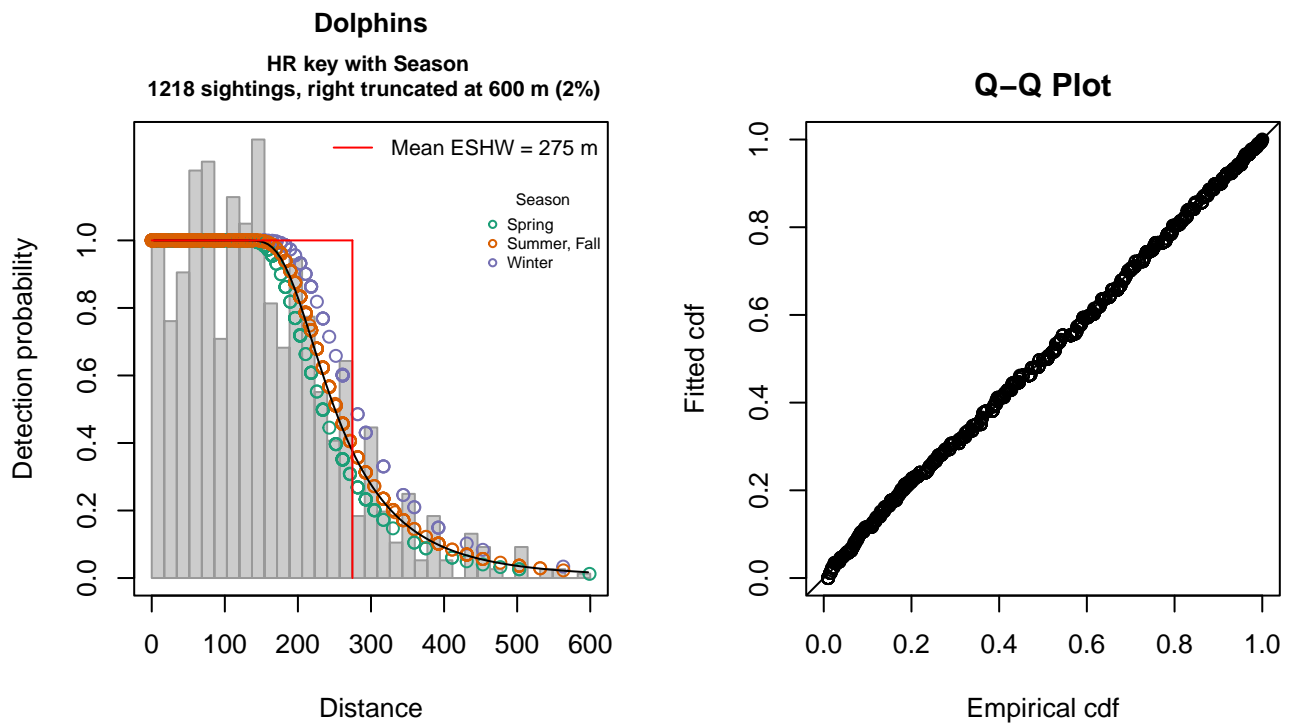 Dolphins
HR key with Season
1218 sightings, right truncated at 600 m (2%)
Mean ESHW = 275 m
Season
Spring
Summer, Fall
Winter
Detection probability
0.0 0.2 0.4 0.6 0.8 1.0
0 100 200 300 400 500 600
Distance
Q−Q Plot
Fitted cdf
0.0 0.2 0.4 0.6 0.8 1.0
0.0 0.2 0.4 0.6 0.8 1.0
Empirical cdf